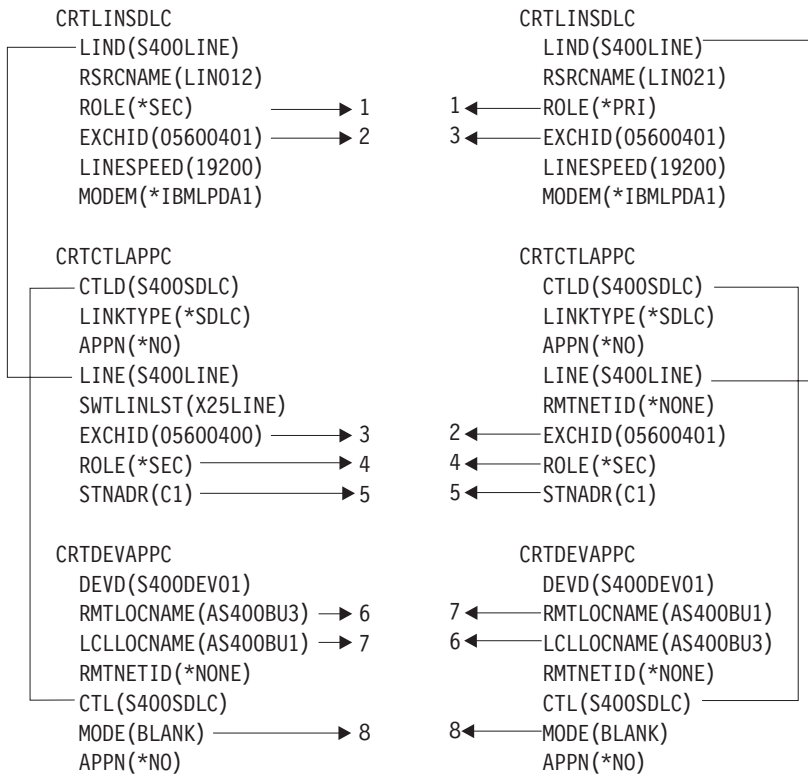 CRTLINSDLC
LIND(S400LINE)
RSRCNAME(LIN012)
ROLE(*SEC) 1
EXCHID(05600401) 2
LINESPEED(19200)
MODEM(*IBMLPDA1)
CRTCTLAPPC
CTLD(S400SDLC)
LINKTYPE(*SDLC)
APPN(*NO)
LINE(S400LINE)
SWTLINLST(X25LINE)
EXCHID(05600400) 3
ROLE(*SEC) 4
STNADR(C1) 5
CRTDEVAPPC
DEVD(S400DEV01)
RMTLOCNAME(AS400BU3) 6
LCLLOCNAME(AS400BU1) 7
RMTNETID(*NONE)
CTL(S400SDLC)
MODE(BLANK) 8
APPN(*NO)
CRTLINSDLC
LIND(S400LINE)
RSRCNAME(LIN021)
1 ROLE(*PRI)
3 EXCHID(05600401)
LINESPEED(19200)
MODEM(*IBMLPDA1)
CRTCTLAPPC
CTLD(S400SDLC)
LINKTYPE(*SDLC)
APPN(*NO)
LINE(S400LINE)
RMTNETID(*NONE)
2 EXCHID(05600401)
4 ROLE(*SEC)
5 STNADR(C1)
CRTDEVAPPC
DEVD(S400DEV01)
7 RMTLOCNAME(AS400BU1)
6 LCLLOCNAME(AS400BU3)
RMTNETID(*NONE)
CTL(S400SDLC)
8 MODE(BLANK)
APPN(*NO)